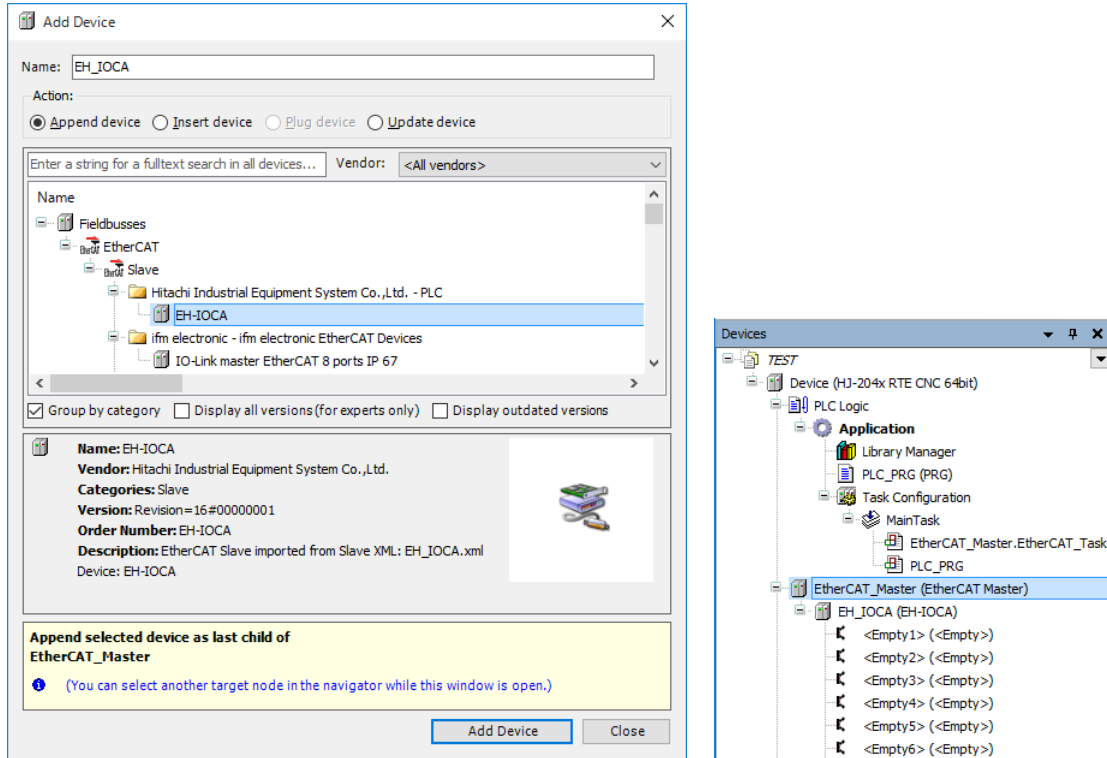 Add Device
Name: EH_IOCA
Action:
Append device Insert device Plug device Update device
Enter a string for a fulltext search in all devices... Vendor: <All vendors>
Name
Fieldbusses
EtherCAT
Slave
Hitachi Industrial Equipment System Co.,Ltd. - PLC
EH-IOCA
ifm electronic - ifm electronic EtherCAT Devices
IO-Link master EtherCAT 8 ports IP 67
Group by category Display all versions (for experts only) Display outdated versions
Name: EH-IOCA
Vendor: Hitachi Industrial Equipment System Co.,Ltd.
Categories: Slave
Version: Revision=16#00000001
Order Number: EH-IOCA
Description: EtherCAT Slave imported from Slave XML: EH_IOCA.xml
Device: EH-IOCA
Append selected device as last child of
EtherCAT_Master
(You can select another target node in the navigator while this window is open.)
Add Device Close
Devices
TEST
Device (HJ-204x RTE CNC 64bit)
PLC Logic
Application
Library Manager
PLC_PRG (PRG)
Task Configuration
MainTask
EtherCAT_Master.EtherCAT_Task
PLC_PRG
EtherCAT_Master (EtherCAT Master)
EH_IOCA (EH-IOCA)
<Empty1> (<Empty>)
<Empty2> (<Empty>)
<Empty3> (<Empty>)
<Empty4> (<Empty>)
<Empty5> (<Empty>)
<Empty6> (<Empty>)